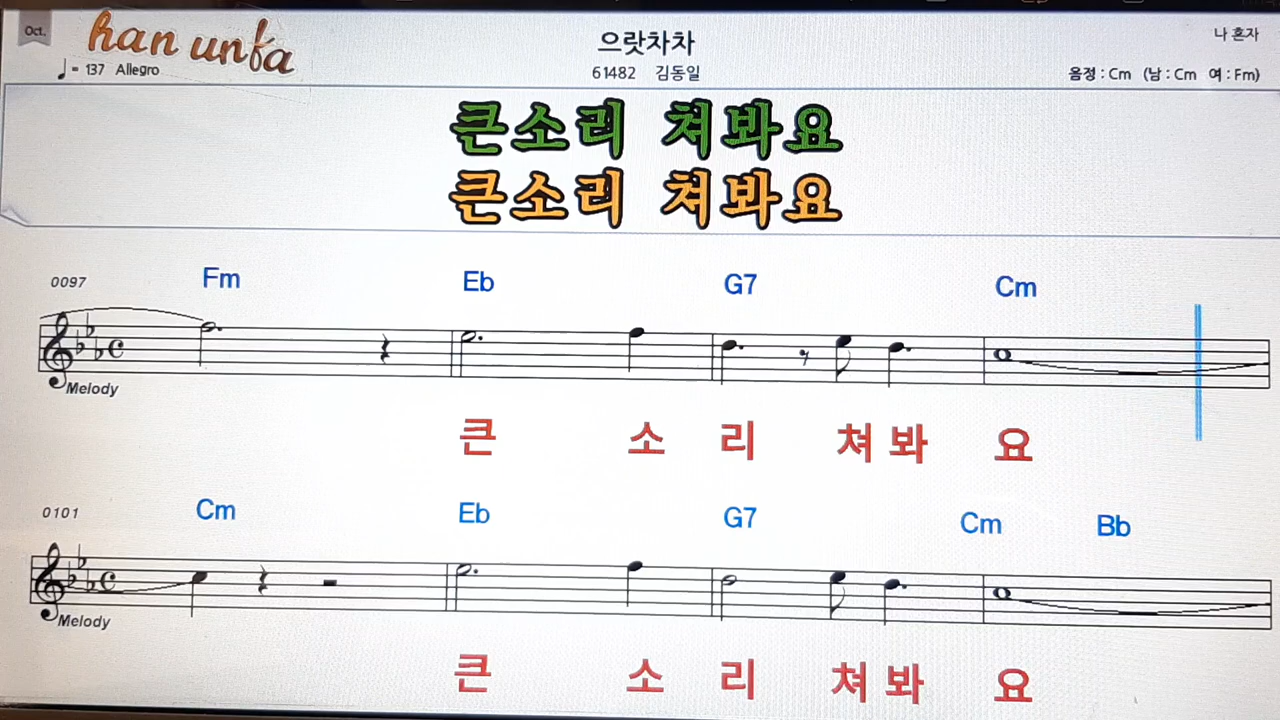 Oct.
han unfa
으랏차차
나 혼자
♩= 137 Allegro
61482 김동일
음정 : Cm (남 : Cm 여 : Fm)
큰소리 쳐봐요
큰소리 쳐봐요
0097 Fm Eb G7 Cm
Melody
큰 소 리 쳐 봐 요
0101 Cm Eb G7 Cm Bb
Melody
큰 소 리 쳐 봐 요